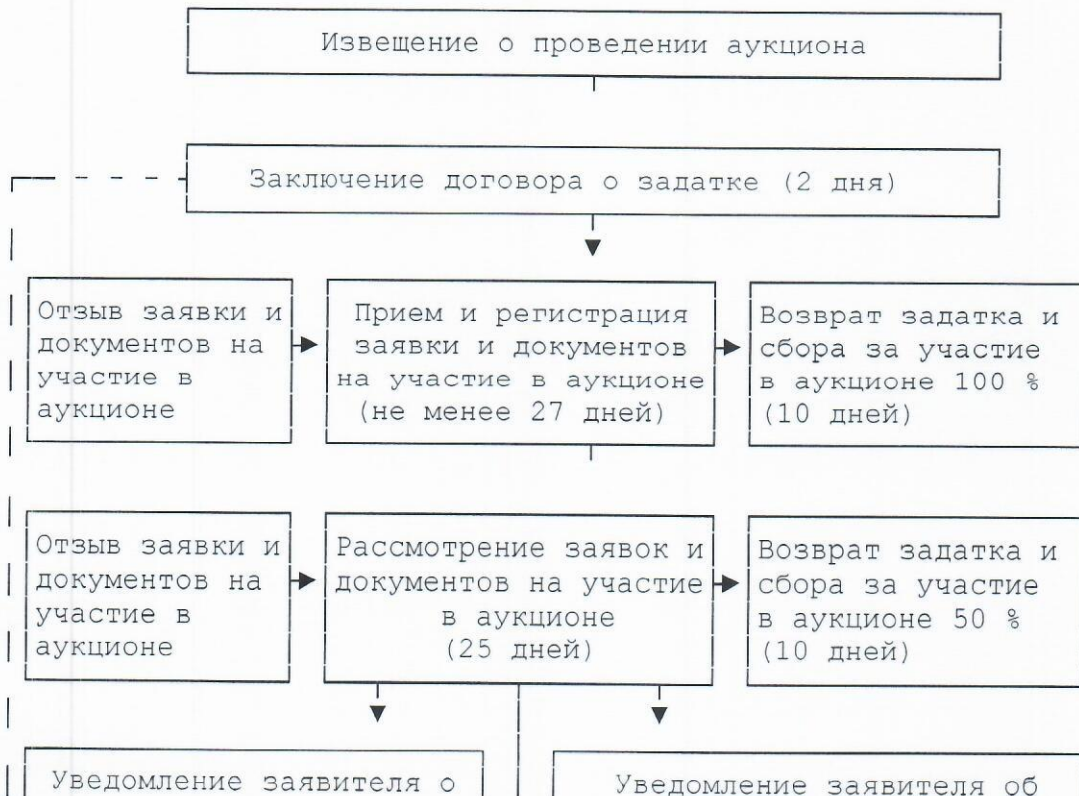 Извещение о проведении аукциона
Заключение договора о задатке (2 дня)
Отзыв заявки и
документов на
участие в
аукционе
Прием и регистрация
заявки и документов
на участие в аукционе
(не менее 27 дней)
Возврат задатка и
сбора за участие
в аукционе 100 %
(10 дней)
Отзыв заявки и
документов на
участие в
аукционе
Рассмотрение заявок и
документов на участие
в аукционе
(25 дней)
Возврат задатка и
сбора за участие
в аукционе 50 %
(10 дней)
Уведомление заявителя о
Уведомление заявителя об